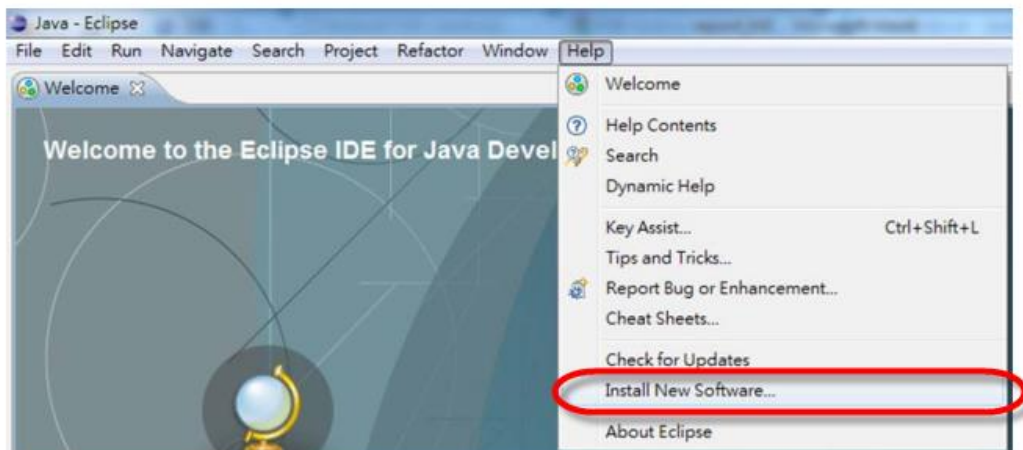 Java - Eclipse
File Edit Run Navigate Search Project Refactor Window Help
Welcome
Welcome to the Eclipse IDE for Java Devel
Welcome
Help Contents
Search
Dynamic Help
Key Assist... Ctrl+Shift+L
Tips and Tricks...
Report Bug or Enhancement...
Cheat Sheets...
Check for Updates
Install New Software...
About Eclipse